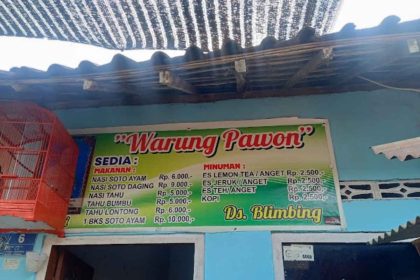 "Warung Pawon"
SEDIA :
MAKANAN :
NASI SOTO AYAM Rp. 6.000,-
NASI SOTO DAGING Rp. 9.000
NASI TAHU Rp. 5.000,-
TAHU BUMBU Rp. 5.000,-
TAHU LONTONG Rp. 6.000,-
1 BKS SOTO AYAM Rp. 10.000,-
MINUMAN :
ES LEMON TEA / ANGET Rp. 2.500,-
ES JERUK / ANGET Rp. 2.500,-
ES TEH/ ANGET Rp. 2.500,-
KOPI
Ds. Blimbing
6